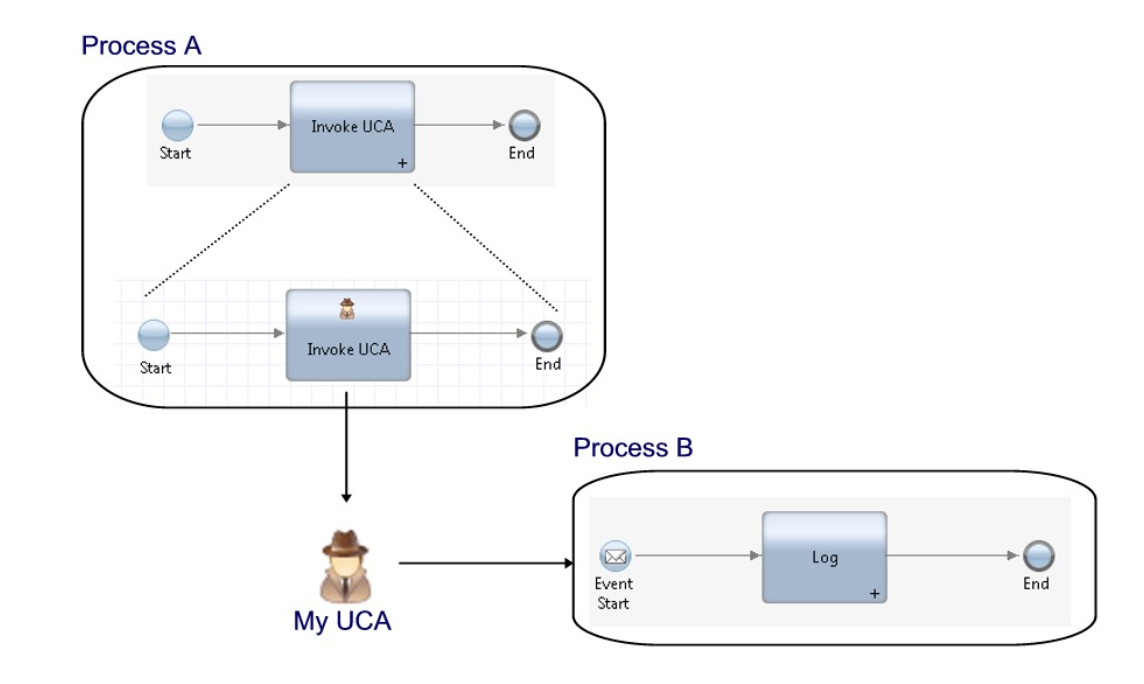 Process A
Invoke UCA
+
Start
End
Invoke UCA
Start
End
Process B
Log
+
Event
Start
End
My UCA